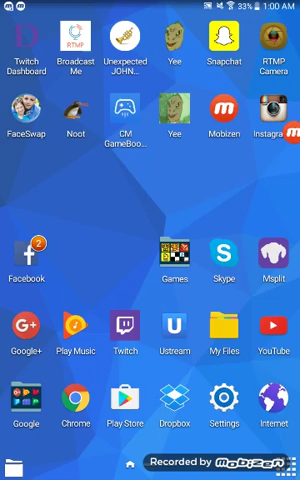 33% 1:00 AM
Twitch Dashboard
Broadcast Me
Unexpected JOHN...
Yee
Snapchat
RTMP Camera
RTMP
FaceSwap
Noot
CM GameBoo...
Yee
Mobizen
Instagra
2
Facebook
Games
Skype
Msplit
Google+
Play Music
Twitch
Ustream
My Files
YouTube
Google
Chrome
Play Store
Dropbox
Settings
Internet
Recorded by Mobizen